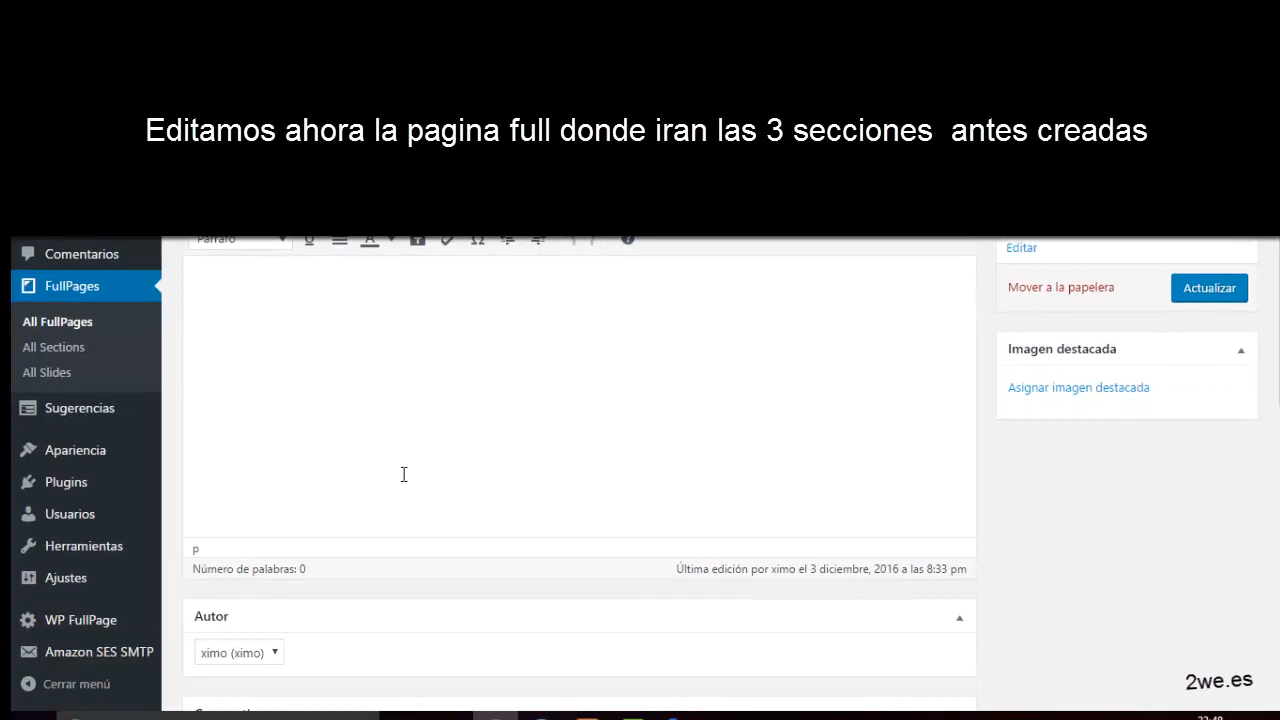 Editamos ahora la pagina full donde iran las 3 secciones antes creadas
Párrafo
Comentarios
FullPages
All FullPages
All Sections
All Slides
Sugerencias
Apariencia
Plugins
Usuarios
Herramientas
Ajustes
WP FullPage
Amazon SES SMTP
Cerrar menú
p
Número de palabras: 0
Última edición por ximo el 3 diciembre, 2016 a las 8:33 pm
Autor
ximo (ximo)
Editar
Mover a la papelera
Actualizar
Imagen destacada
Asignar imagen destacada
2we.es